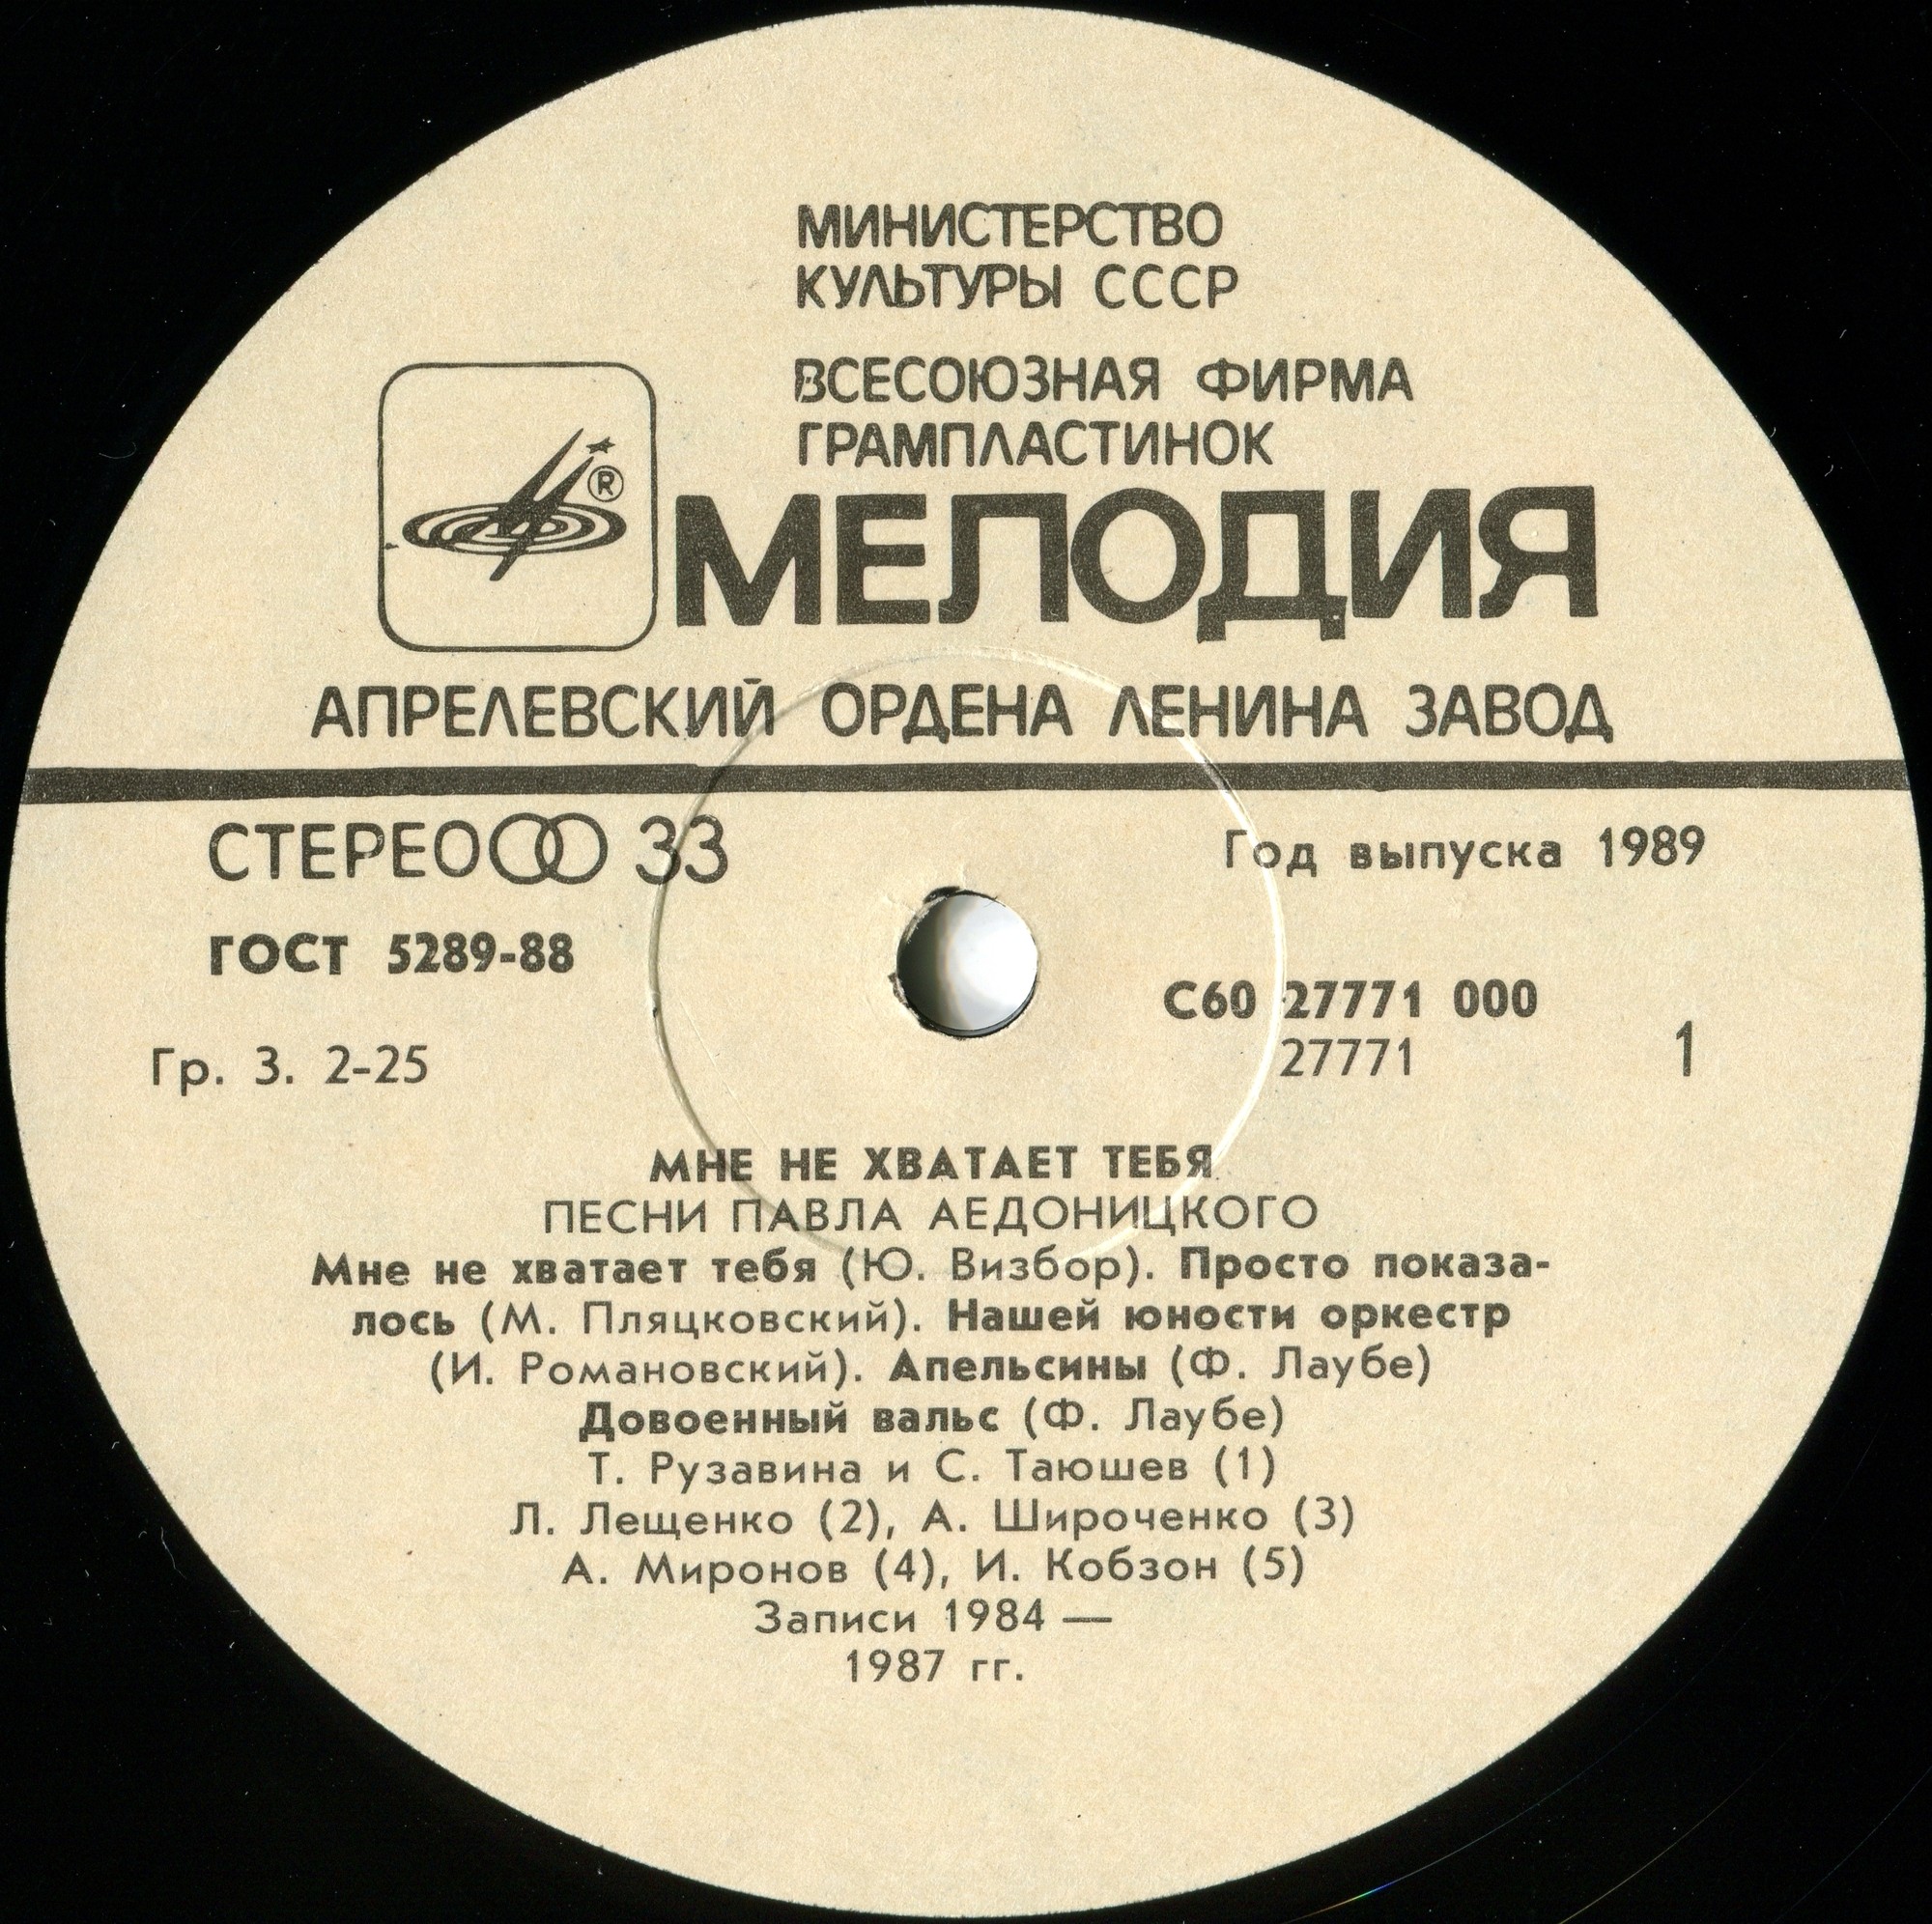 МИНИСТЕРСТВО
КУЛЬТУРЫ СССР
ВСЕСОЮЗНАЯ ФИРМА
ГРАМПЛАСТИНОК
®
МЕЛОДИЯ
АПРЕЛЕВСКИЙ ОРДЕНА ЛЕНИНА ЗАВОД
СТЕРЕО 33
Год выпуска 1989
ГОСТ 5289-88
С60 27771 000
Гр. 3. 2-25
27771
1
МНЕ НЕ ХВАТАЕТ ТЕБЯ
ПЕСНИ ПАВЛА АЕДОНИЦКОГО
Мне не хватает тебя (Ю. Визбор). Просто показа-
лось (М. Пляцковский). Нашей юности оркестр
(И. Романовский). Апельсины (Ф. Лаубе)
Довоенный вальс (Ф. Лаубе)
Т. Рузавина и С. Таюшев (1)
Л. Лещенко (2), А. Широченко (3)
А. Миронов (4), И. Кобзон (5)
Записи 1984 —
1987 гг.